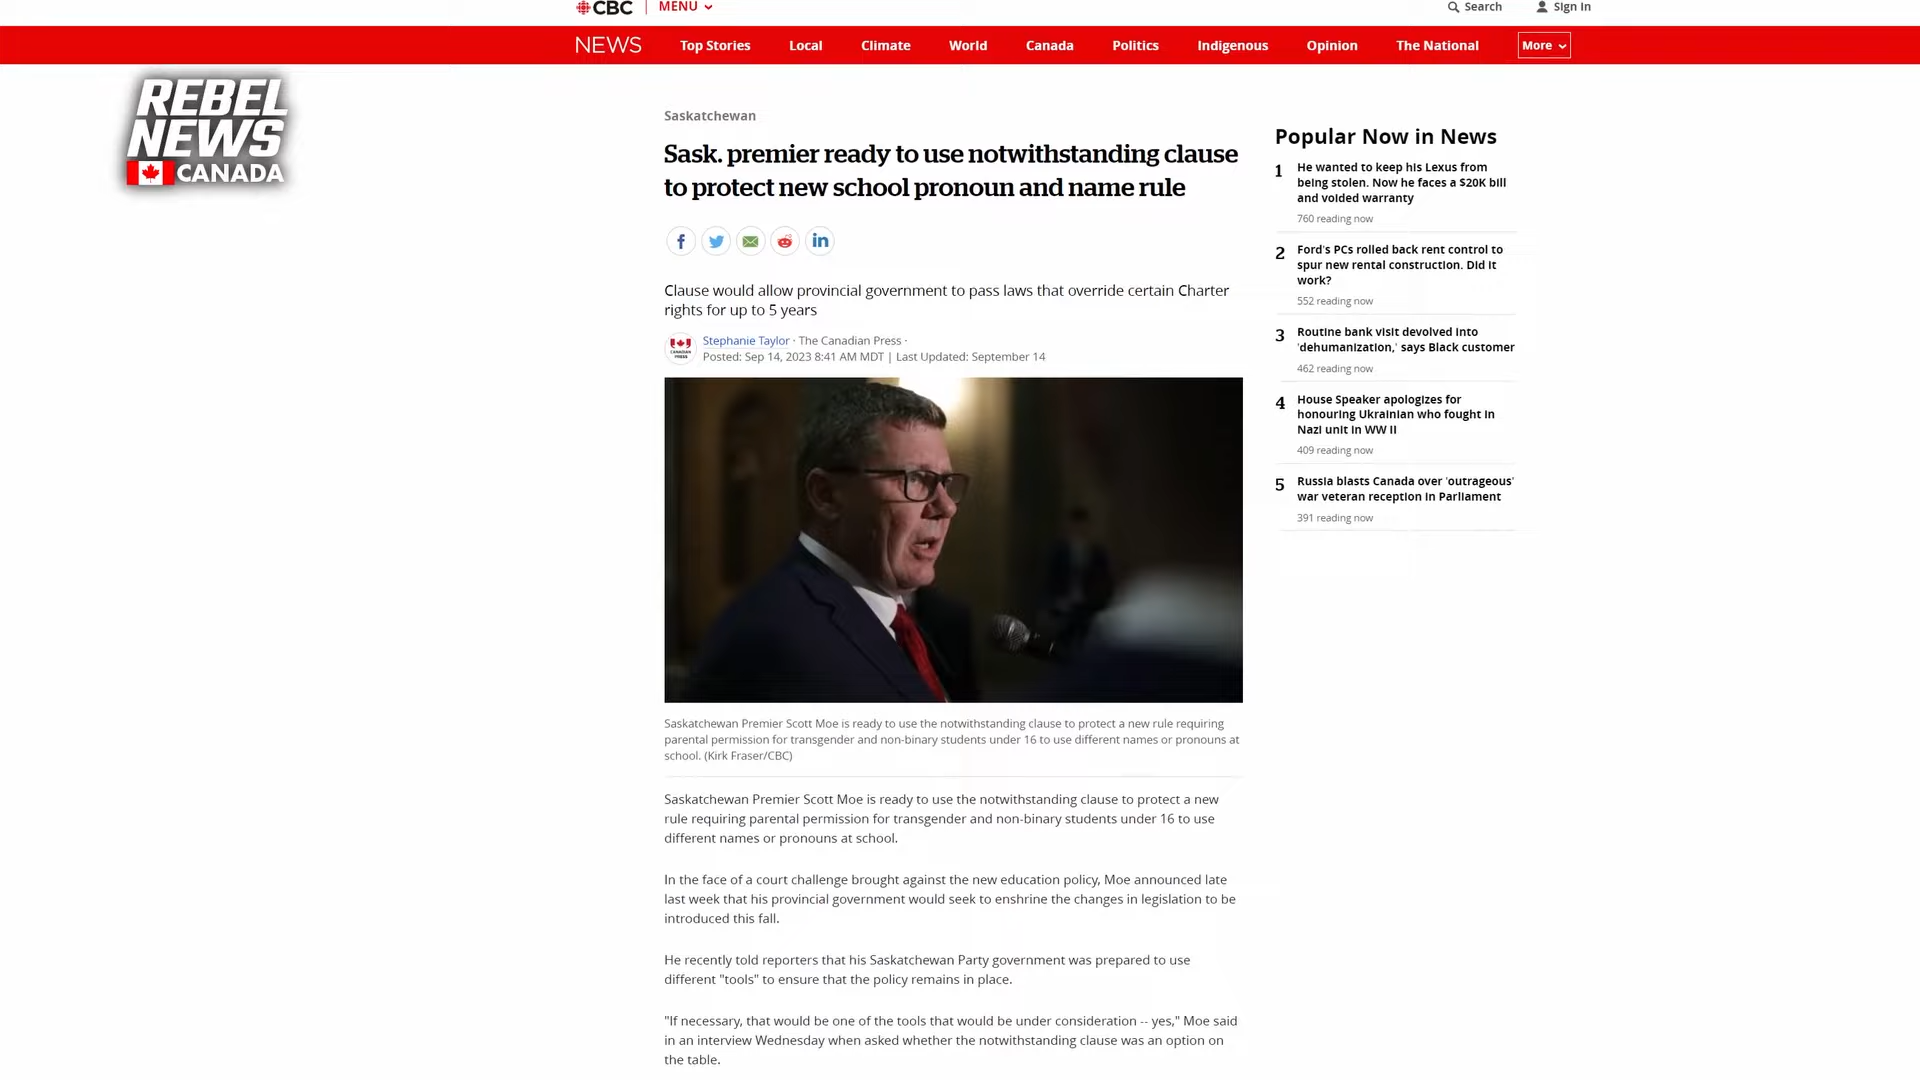 CBC
MENU
Search
Sign In
NEWS
Top Stories
Local
Climate
World
Canada
Politics
Indigenous
Opinion
The National
More
REBEL
NEWS
CANADA
Saskatchewan
Sask. premier ready to use notwithstanding clause
to protect new school pronoun and name rule
Clause would allow provincial government to pass laws that override certain Charter
rights for up to 5 years
CANADIAN
PRESS
Stephanie Taylor · The Canadian Press ·
Posted: Sep 14, 2023 8:41 AM MDT | Last Updated: September 14
Saskatchewan Premier Scott Moe is ready to use the notwithstanding clause to protect a new rule requiring
parental permission for transgender and non-binary students under 16 to use different names or pronouns at
school. (Kirk Fraser/CBC)
Saskatchewan Premier Scott Moe is ready to use the notwithstanding clause to protect a new
rule requiring parental permission for transgender and non-binary students under 16 to use
different names or pronouns at school.
In the face of a court challenge brought against the new education policy, Moe announced late
last week that his provincial government would seek to enshrine the changes in legislation to be
introduced this fall.
He recently told reporters that his Saskatchewan Party government was prepared to use
different "tools" to ensure that the policy remains in place.
"If necessary, that would be one of the tools that would be under consideration -- yes," Moe said
in an interview Wednesday when asked whether the notwithstanding clause was an option on
the table.
Popular Now in News
1
He wanted to keep his Lexus from
being stolen. Now he faces a $20K bill
and voided warranty
760 reading now
2
Ford's PCs rolled back rent control to
spur new rental construction. Did it
work?
552 reading now
3
Routine bank visit devolved into
'dehumanization,' says Black customer
462 reading now
4
House Speaker apologizes for
honouring Ukrainian who fought in
Nazi unit in WW II
409 reading now
5
Russia blasts Canada over 'outrageous'
war veteran reception in Parliament
391 reading now